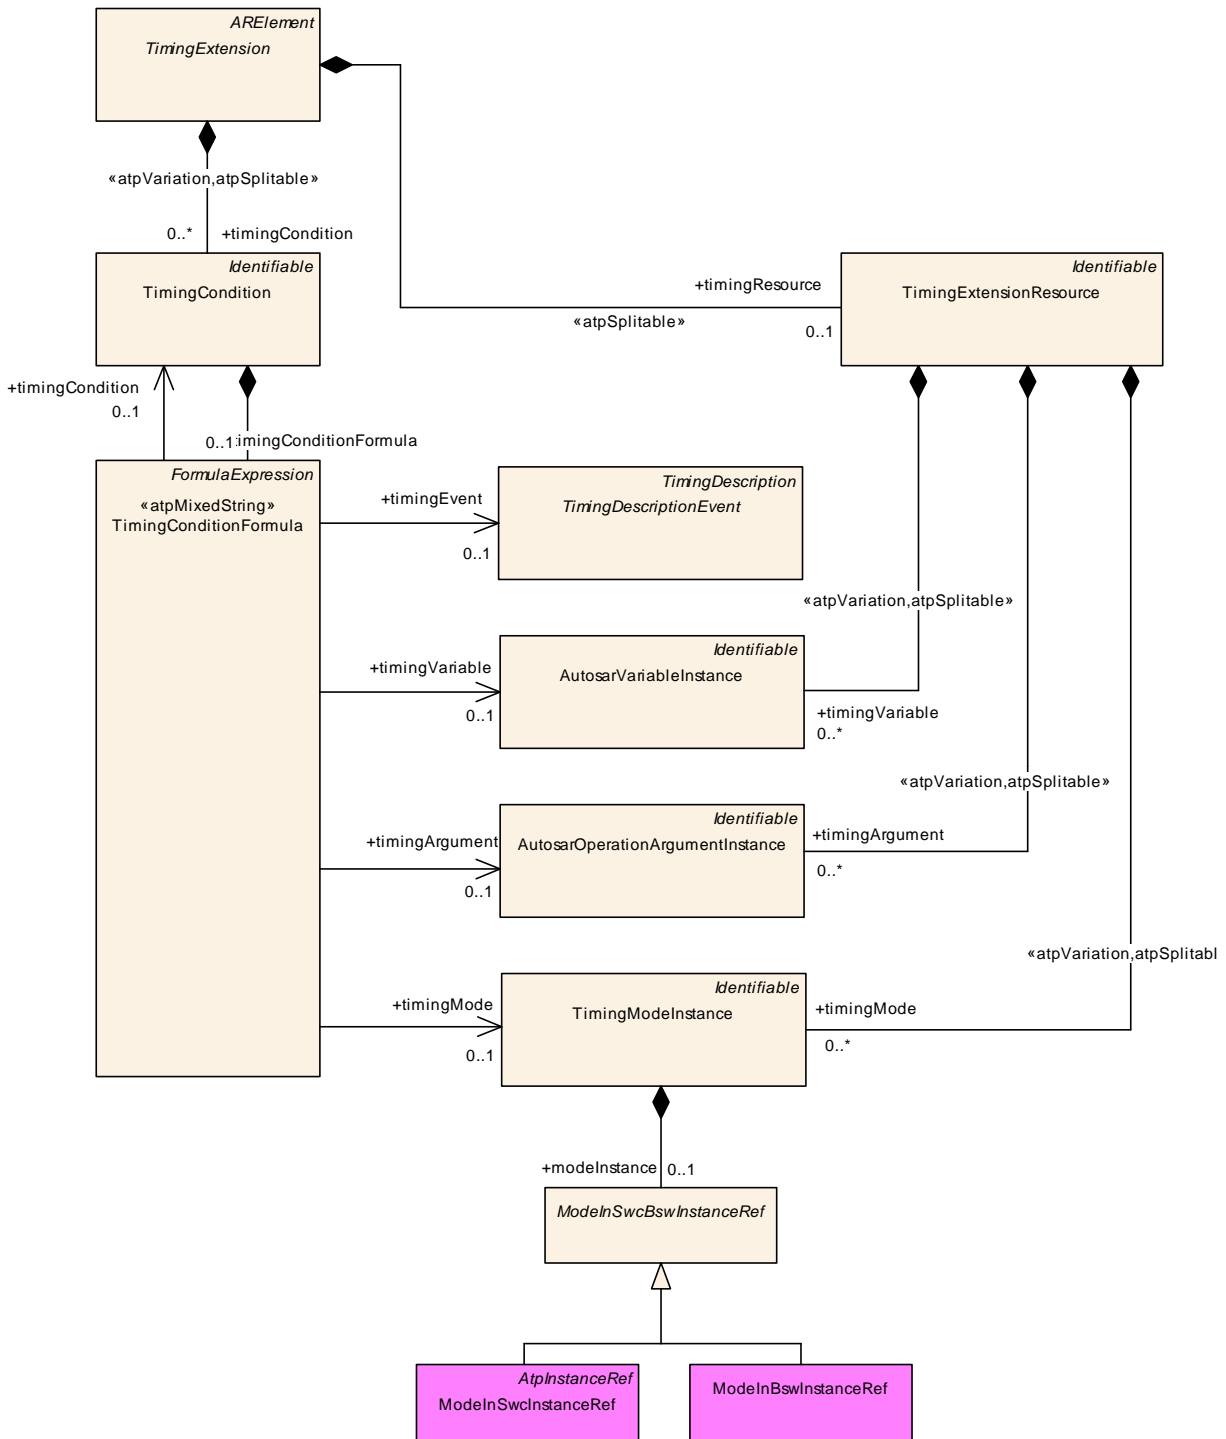 ARElement
TimingExtension
«atpVariation,atpSplitable»
0..*
+timingCondition
Identifiable
TimingCondition
Identifiable
TimingExtensionResource
+timingResource
«atpSplitable»
0..1
+timingCondition
0..1
0..1
imingConditionFormula
FormulaExpression
«atpMixedString»
TimingConditionFormula
+timingEvent
0..1
TimingDescription
TimingDescriptionEvent
«atpVariation,atpSplitable»
+timingVariable
0..1
Identifiable
AutosarVariableInstance
+timingVariable
0..*
«atpVariation,atpSplitable»
+timingArgument
0..1
Identifiable
AutosarOperationArgumentInstance
+timingArgument
0..*
«atpVariation,atpSplitabl
+timingMode
0..1
Identifiable
TimingModeInstance
+timingMode
0..*
+modeInstance
0..1
ModeInSwcBswInstanceRef
AtpInstanceRef
ModeInSwcInstanceRef
ModeInBswInstanceRef